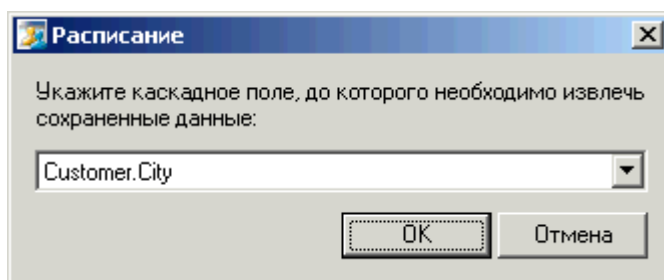 Расписание
Укажите каскадное поле, до которого необходимо извлечь
сохраненные данные:
Customer.City
OK
Отмена